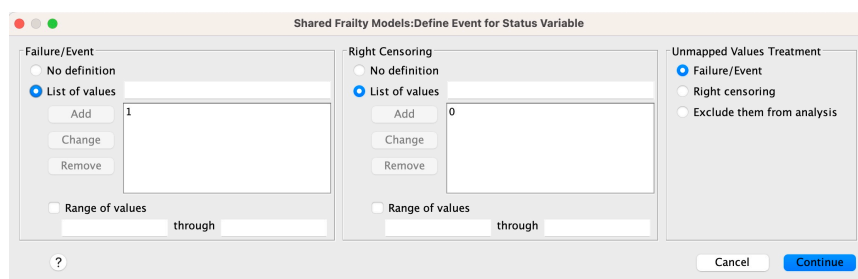 Shared Frailty Models:Define Event for Status Variable
Failure/Event
No definition
List of values
Add
1
Change
Remove
Range of values
through
Right Censoring
No definition
List of values
Add
0
Change
Remove
Range of values
through
Unmapped Values Treatment
Failure/Event
Right censoring
Exclude them from analysis
?
Cancel
Continue